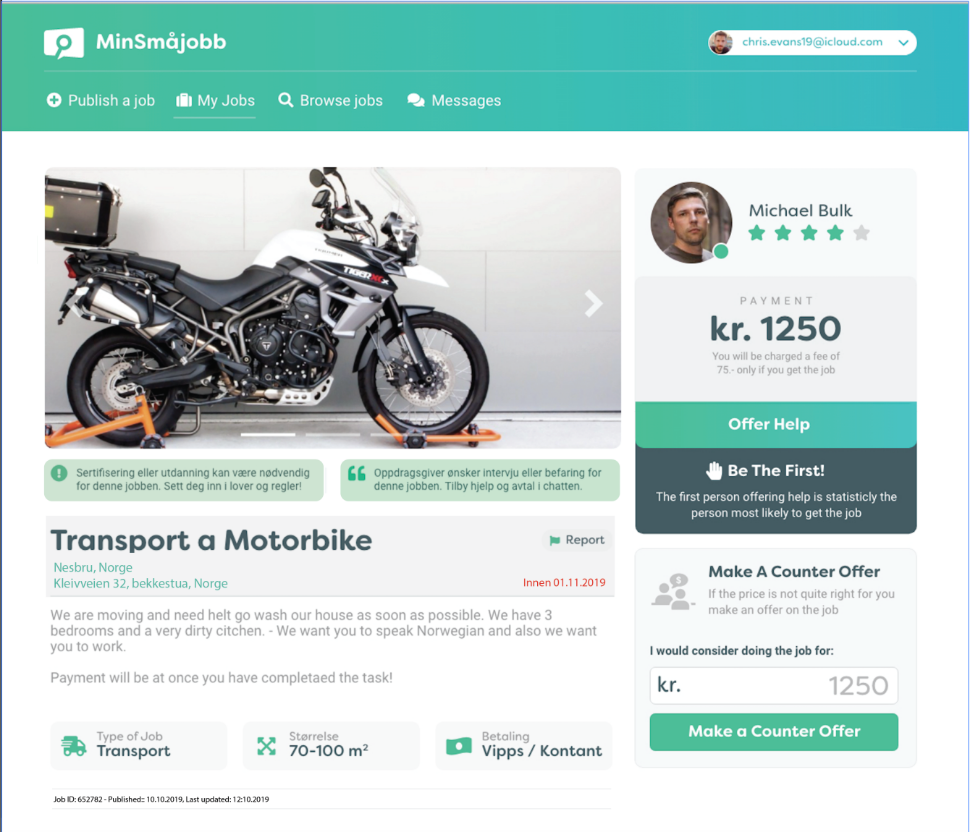 MinSmåjobb
chris.evans19@icloud.com
Publish a job
My Jobs
Browse jobs
Messages
TIGER XCX
Sertifisering eller utdanning kan være nødvendig
for denne jobben. Sett deg inn i lover og regler!
Oppdragsgiver ønsker intervju eller befaring for
denne jobben. Tilby hjelp og avtal i chatten.
Transport a Motorbike
Report
Nesbru, Norge
Kleivveien 32, bekkestua, Norge
Innen 01.11.2019
We are moving and need helt go wash our house as soon as possible. We have 3
bedrooms and a very dirty citchen. - We want you to speak Norwegian and also we want
you to work.
Payment will be at once you have completaed the task!
Type of Job
Transport
Størrelse
70-100 m²
Betaling
Vipps / Kontant
Job ID: 652782 - Published:: 10.10.2019, Last updated: 12:10.2019
Michael Bulk
PAYMENT
kr. 1250
You will be charged a fee of
75.- only if you get the job
Offer Help
Be The First!
The first person offering help is statisticly the
person most likely to get the job
Make A Counter Offer
If the price is not quite right for you
make an offer on the job
I would consider doing the job for:
kr. 1250
Make a Counter Offer